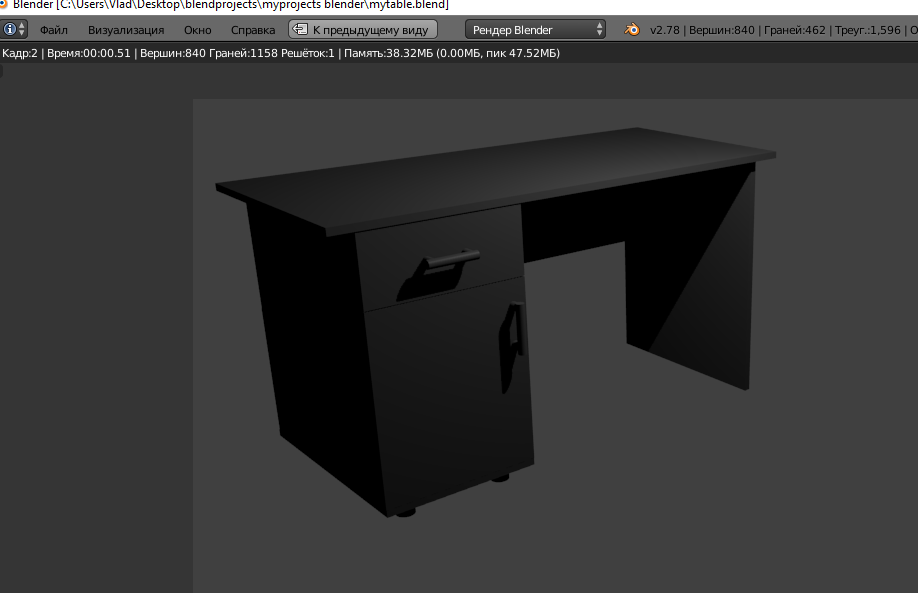 Blender [C:\Users\Vlad\Desktop\blendprojects\myprojects blender\mytable.blend]
Файл Визуализация Окно Справка К предыдущему виду Рендер Blender v2.78 | Вершин:840 | Граней:462 | Треуг.:1,596 | О
Кадр:2 | Время:00:00.51 | Вершин:840 Граней:1158 Решёток:1 | Память:38.32МБ (0.00МБ, пик 47.52МБ)